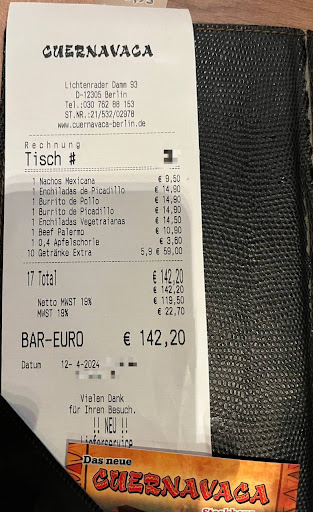 CUERNAVACA
Lichtenrader Damm 93
D-12305 Berlin
Tel.:030 762 88 153
ST.NR.:21/532/02978
www.cuernavaca-berlin.de
Rechnung
Tisch #
1 Nachos Mexicana € 9,50
1 Enchiladas de Picadillo € 14,90
1 Burrito de Pollo € 14,90
1 Burrito de Picadillo € 14,90
1 Enchiladas Vegetraianas € 14,50
1 Beef Palermo € 10,90
1 0,4 Apfelschorle € 3,60
10 Getränke Extra 5,9 € 59,00
17 Total € 142,20
€ 142,20
Netto MWST 19% € 119,50
MWST 19% € 22,70
BAR-EURO € 142,20
Datum 12- 4-2024
Vielen Dank
für Ihren Besuch.
!! NEU !!
Lieferservice
Das neue
CUERNAVACA